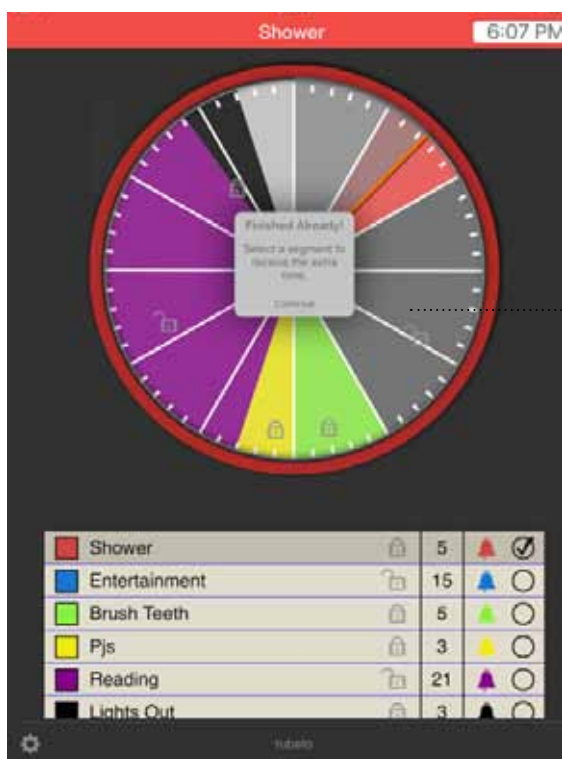 Shower
6:07 PM
Finished Already!
Select a segment to
receive the extra
time.
Continue
Shower 5
Entertainment 15
Brush Teeth 5
Pjs 3
Reading 21
Lights Out 3